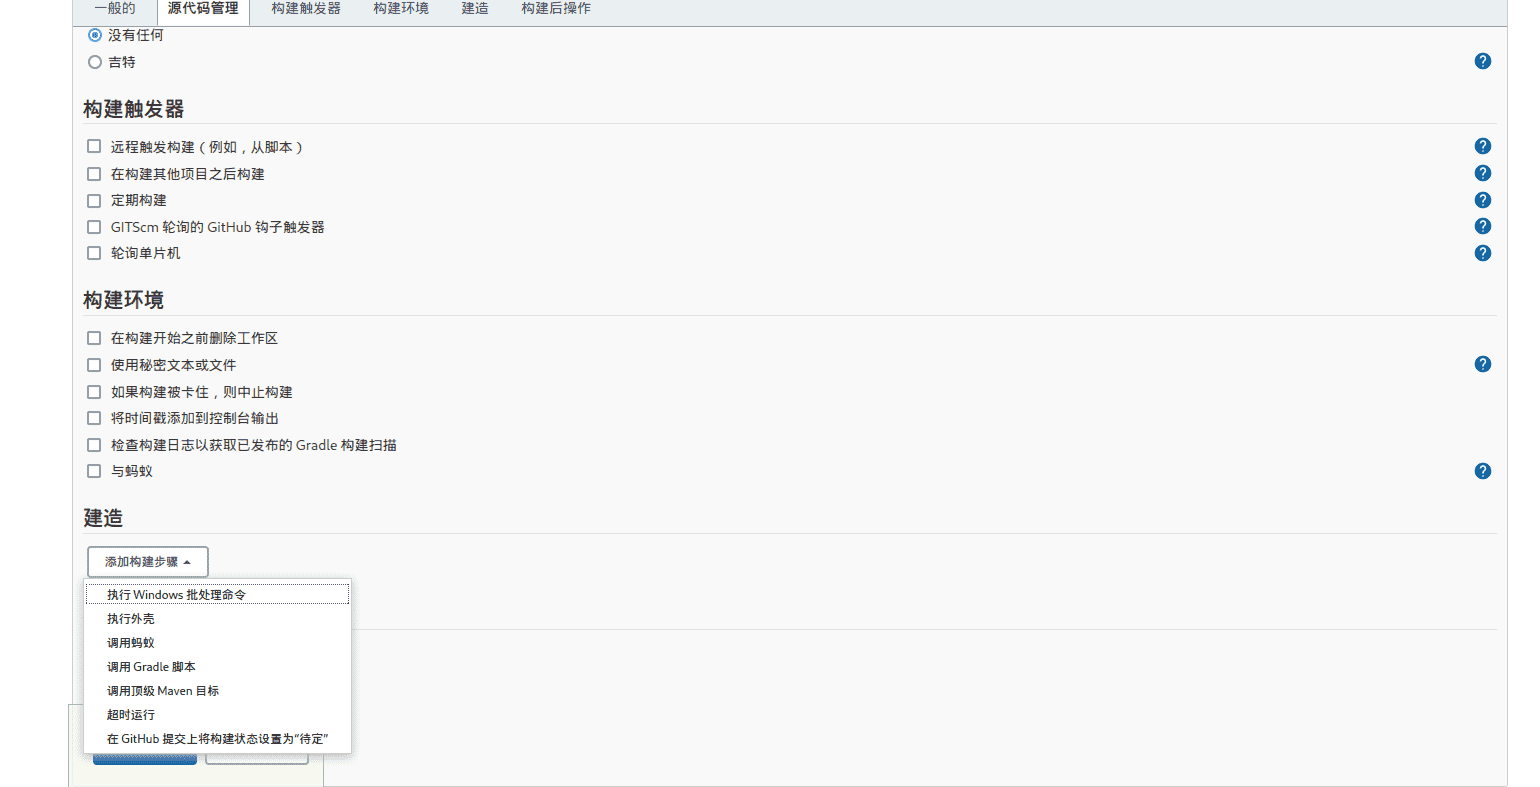 一般的 源代码管理 构建触发器 构建环境 建造 构建后操作
没有任何
吉特
构建触发器
远程触发构建（例如，从脚本）
在构建其他项目之后构建
定期构建
GITScm 轮询的 GitHub 钩子触发器
轮询单片机
构建环境
在构建开始之前删除工作区
使用秘密文本或文件
如果构建被卡住，则中止构建
将时间戳添加到控制台输出
检查构建日志以获取已发布的 Gradle 构建扫描
与蚂蚁
建造
添加构建步骤
执行 Windows 批处理命令
执行外壳
调用蚂蚁
调用 Gradle 脚本
调用顶级 Maven 目标
超时运行
在 GitHub 提交上将构建状态设置为“待定”